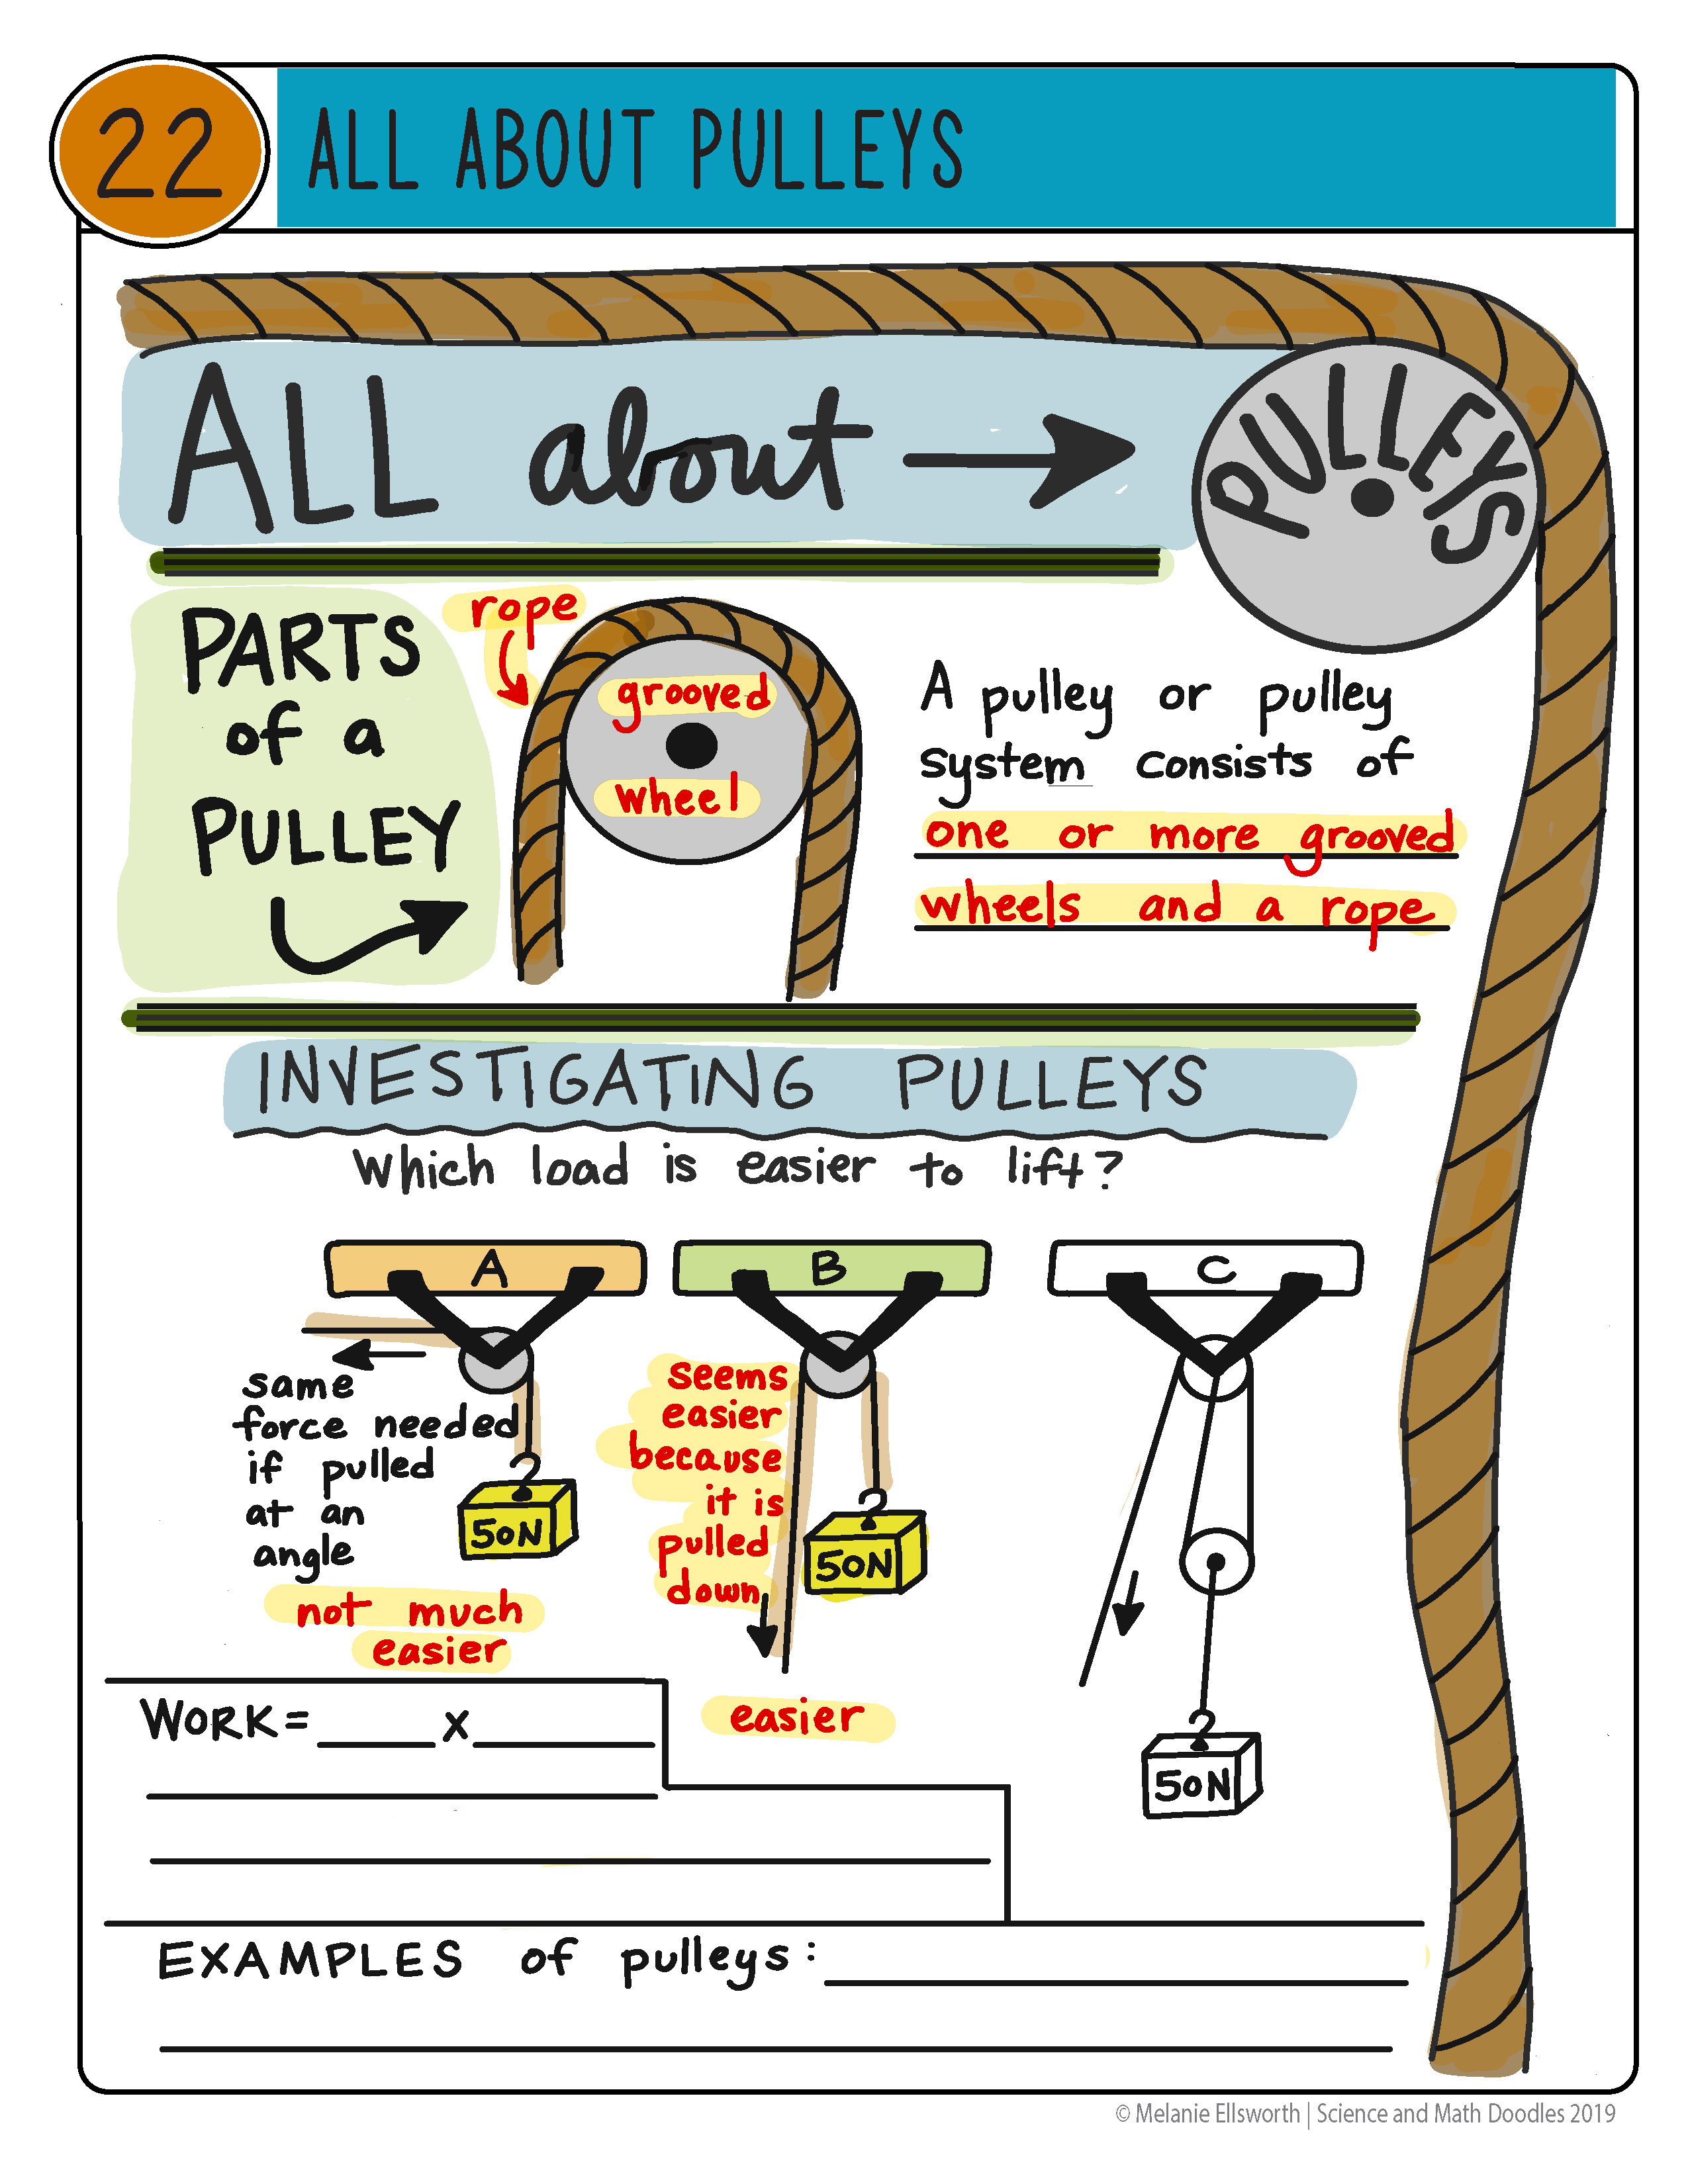 22
ALL ABOUT PULLEYS
ALL about
PULLEYS
PARTS
of a
PULLEY
rope
grooved
wheel
A pulley or pulley
system consists of
one or more grooved
wheels and a rope
INVESTIGATING PULLEYS
Which load is easier to lift?
A
same
force needed
if pulled
at an
angle
50N
not much
easier
B
seems
easier
because
it is
pulled
down
50N
easier
C
50N
WORK = ____ x ______
EXAMPLES of pulleys:
© Melanie Ellsworth | Science and Math Doodles 2019